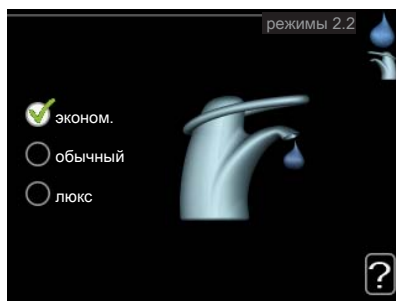 режимы 2.2
эконом.
обычный
люкс
?